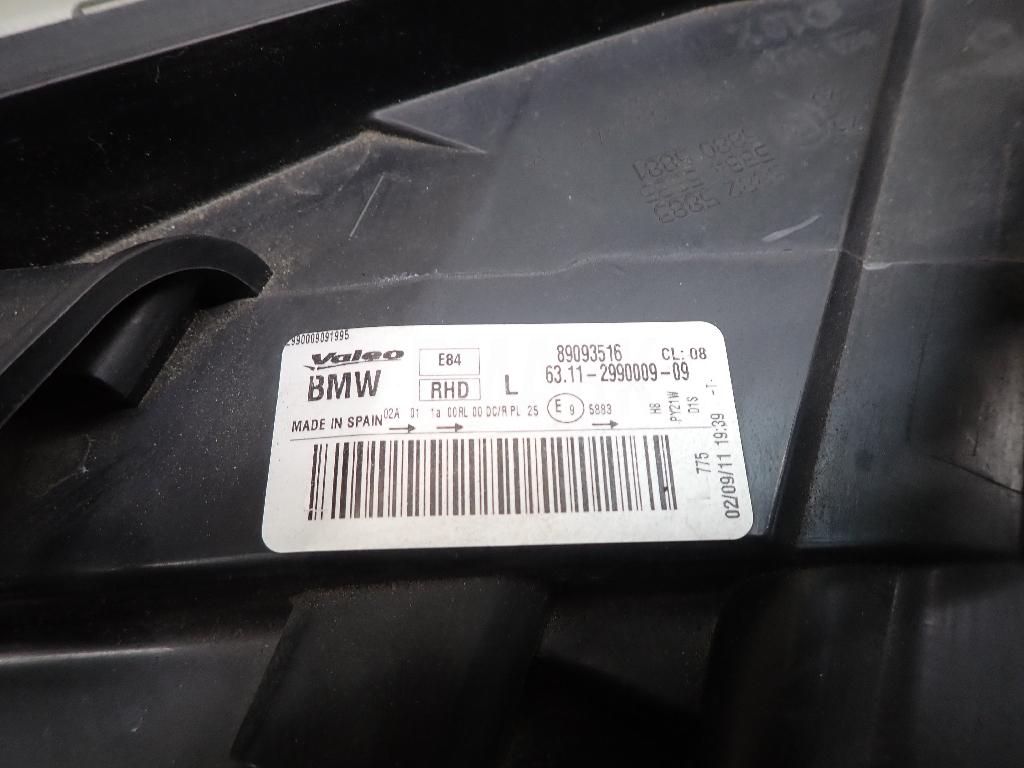 2990009091995
Valeo E84 89093516 CL: 08
BMW RHD L 63.11-2990009-09
MADE IN SPAIN 02A 01 1a 00RL 00 DC/R PL 25 E 9 5883
H8
PY21W
D1S -T-
775
02/09/11 19:39